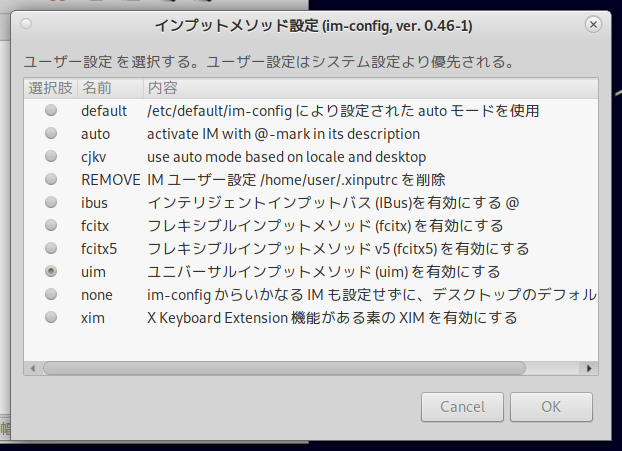 インプットメソッド設定 (im-config, ver. 0.46-1)
ユーザー設定 を選択する。ユーザー設定はシステム設定より優先される。
選択肢 名前 内容
default /etc/default/im-config により設定された auto モードを使用
auto activate IM with @-mark in its description
cjkv use auto mode based on locale and desktop
REMOVE IM ユーザー設定 /home/user/.xinputrc を削除
ibus インテリジェントインプットバス (IBus)を有効にする @
fcitx フレキシブルインプットメソッド (fcitx) を有効にする
fcitx5 フレキシブルインプットメソッド v5 (fcitx5) を有効にする
uim ユニバーサルインプットメソッド (uim) を有効にする
none im-config からいかなる IM も設定せずに、デスクトップのデフォル
xim X Keyboard Extension 機能がある素の XIM を有効にする
Cancel OK